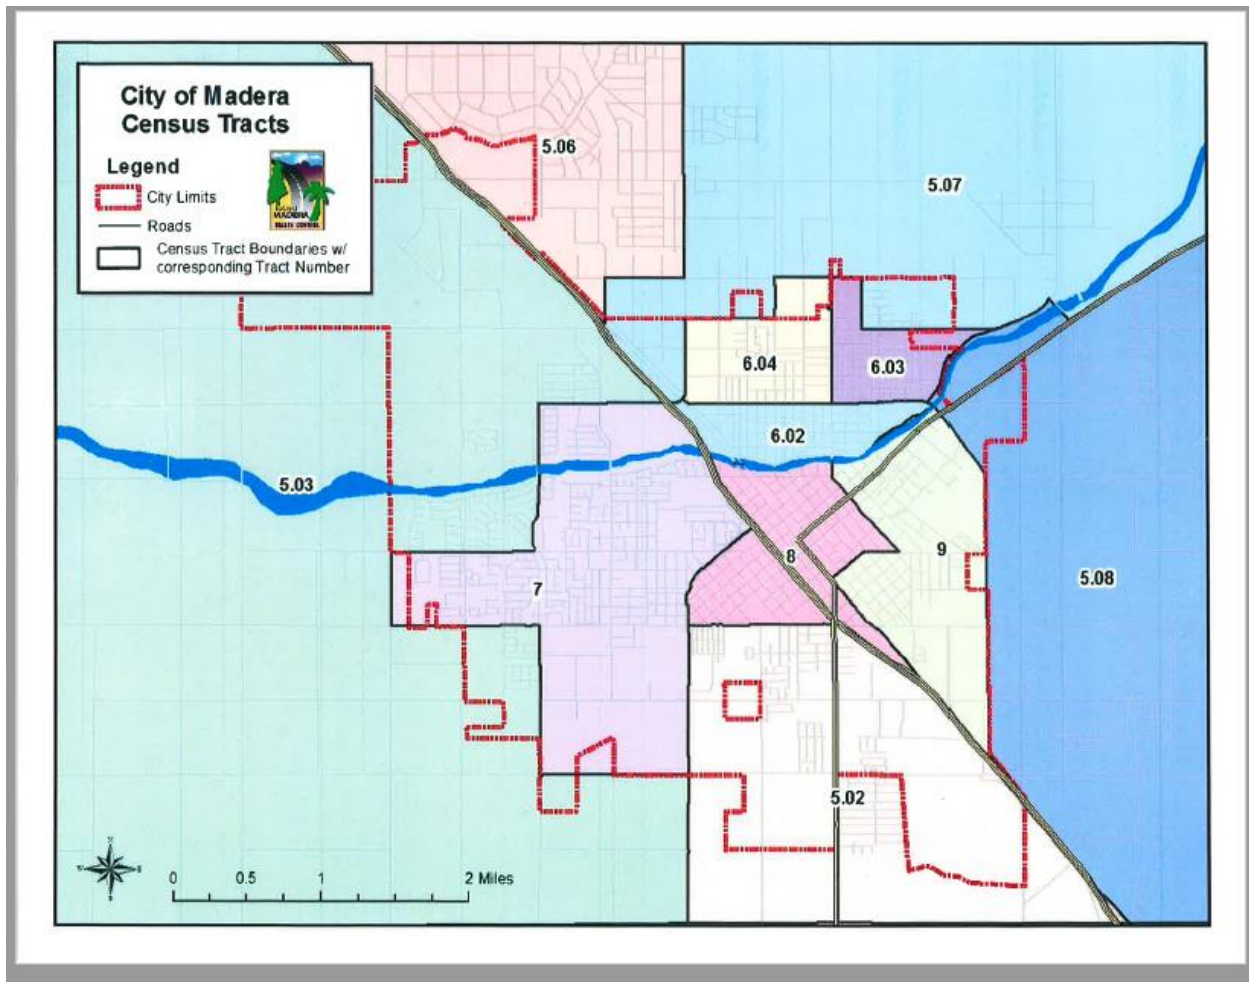 City of Madera
Census Tracts
Legend
City Limits
Roads
Census Tract Boundaries w/
corresponding Tract Number
MADERA
5.06
5.07
6.04
6.03
6.02
5.03
8
9
7
5.08
5.02
0 0.5 1 2 Miles